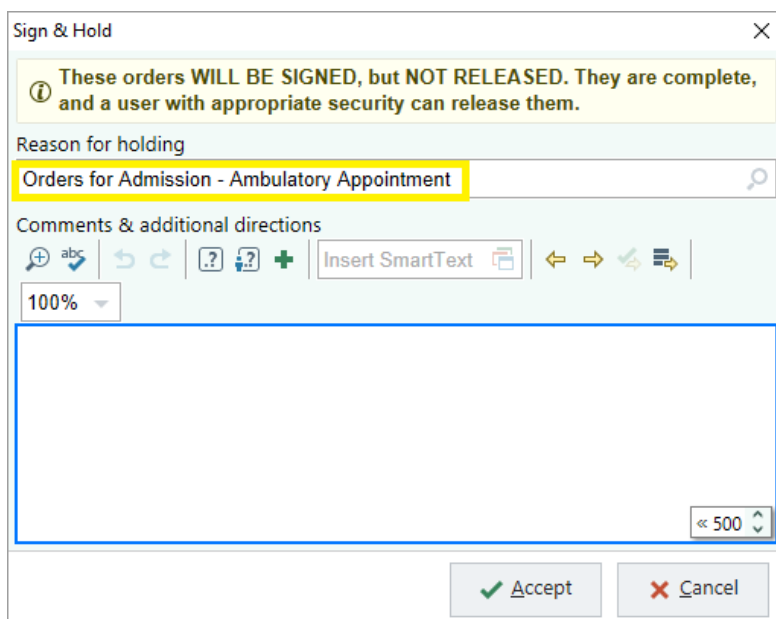 Sign & Hold
These orders WILL BE SIGNED, but NOT RELEASED. They are complete,
and a user with appropriate security can release them.
Reason for holding
Orders for Admission - Ambulatory Appointment
Comments & additional directions
abc Insert SmartText
100%
« 500
Accept Cancel